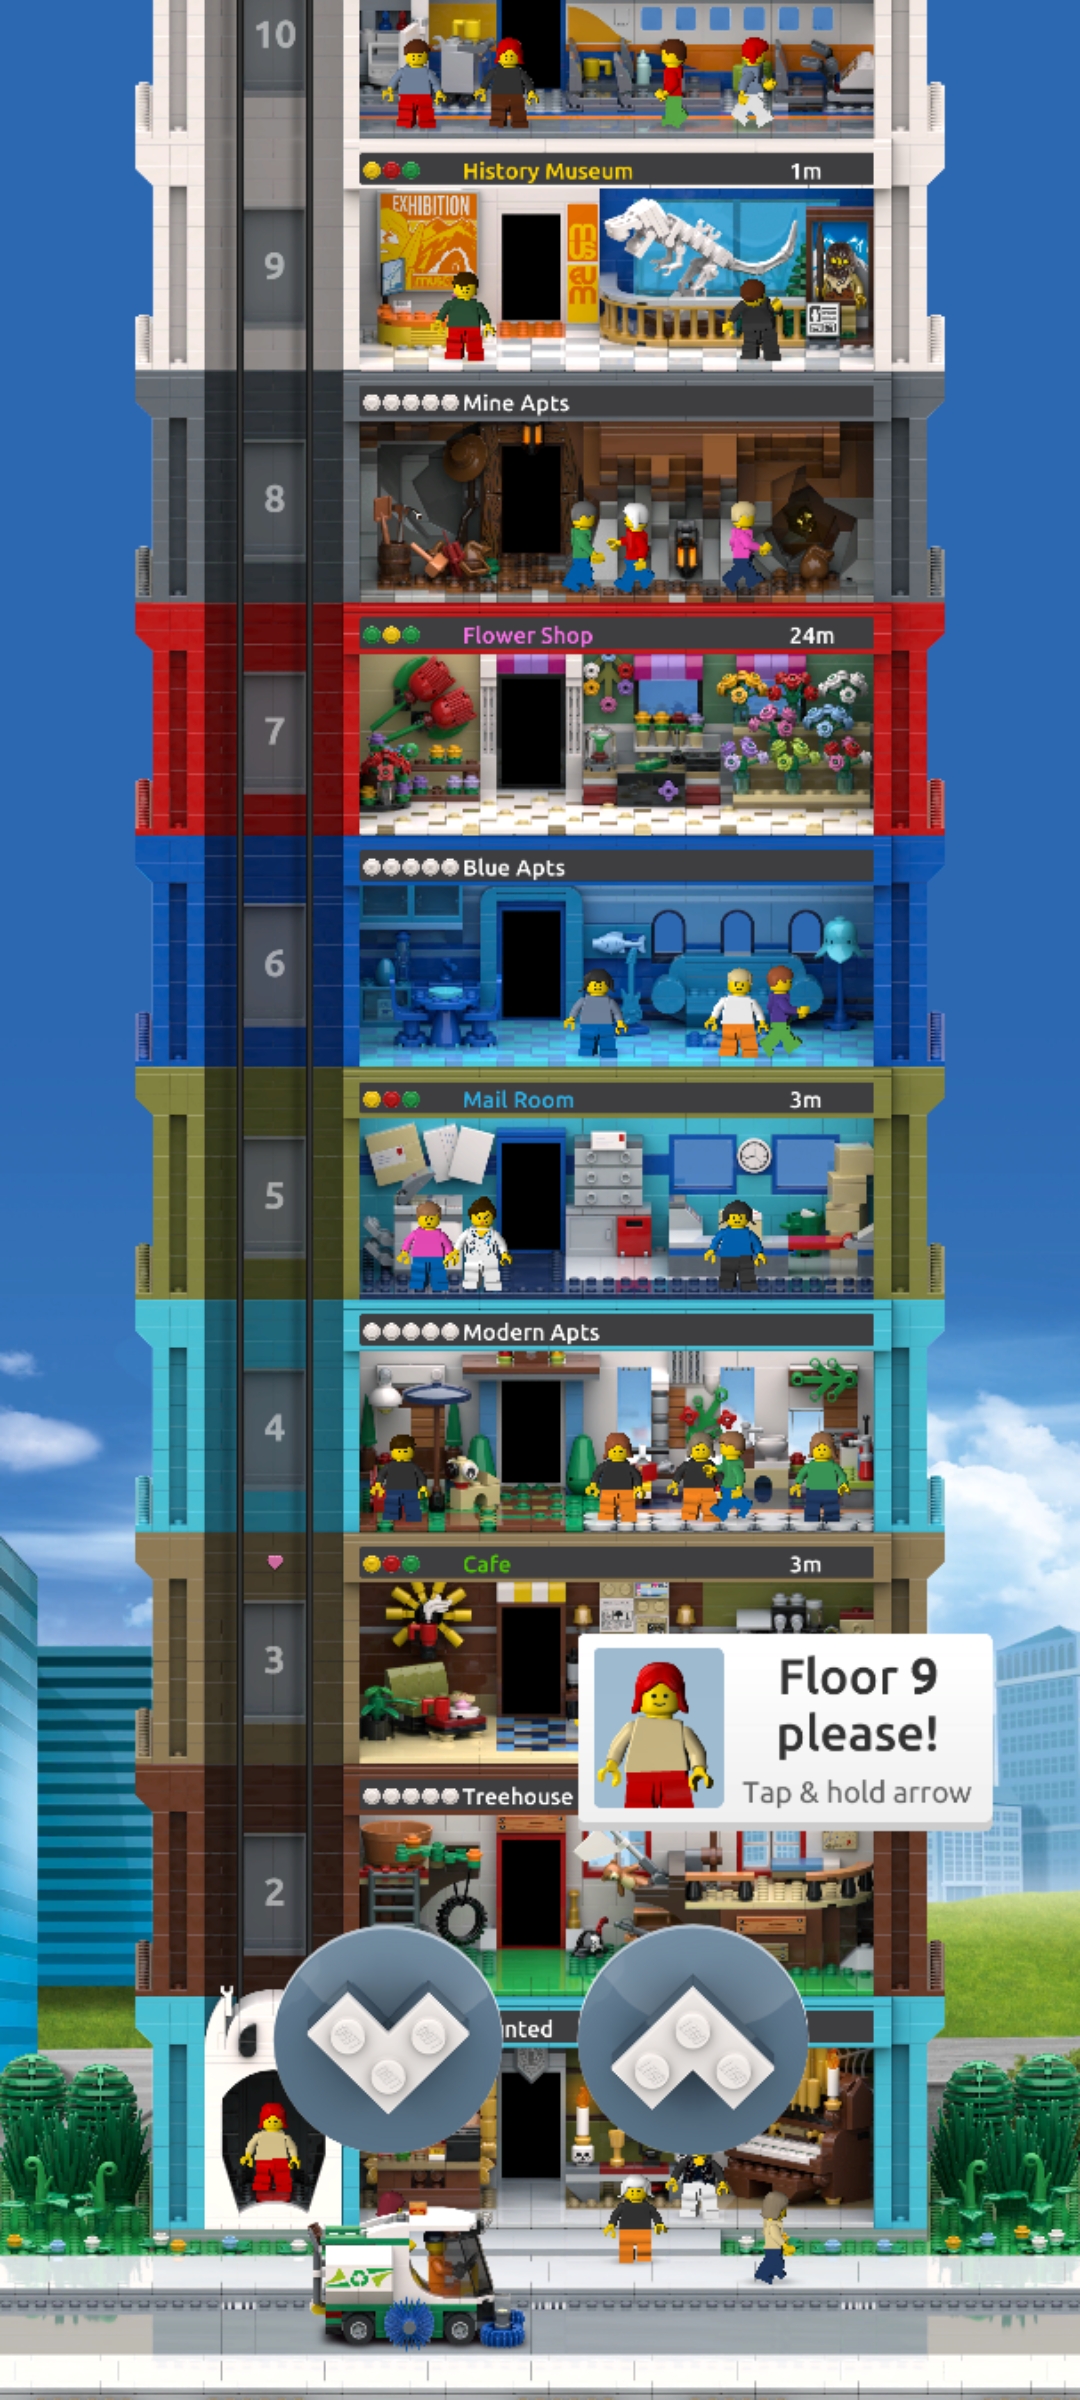 10
History Museum 1m
EXHIBITION
9
Mine Apts
8
Flower Shop 24m
7
Blue Apts
6
Mail Room 3m
5
Modern Apts
4
Cafe 3m
3
Floor 9
please!
Tap & hold arrow
Treehouse
2
nted